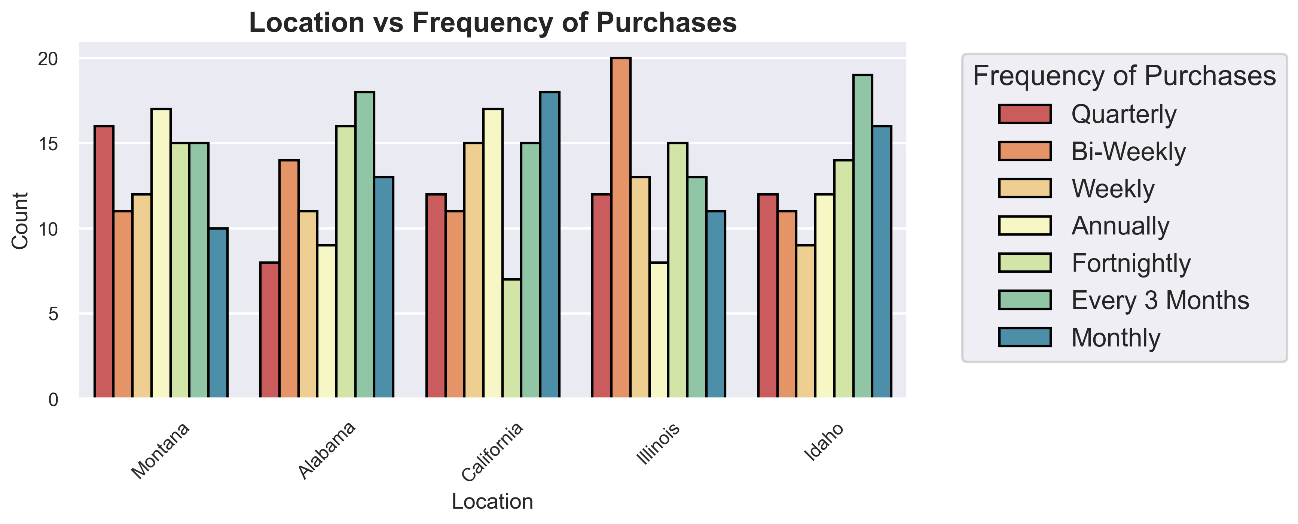 Location vs Frequency of Purchases
20
15
10
5
0
Count
Montana
Alabama
California
Illinois
Idaho
Location
Frequency of Purchases
Quarterly
Bi-Weekly
Weekly
Annually
Fortnightly
Every 3 Months
Monthly